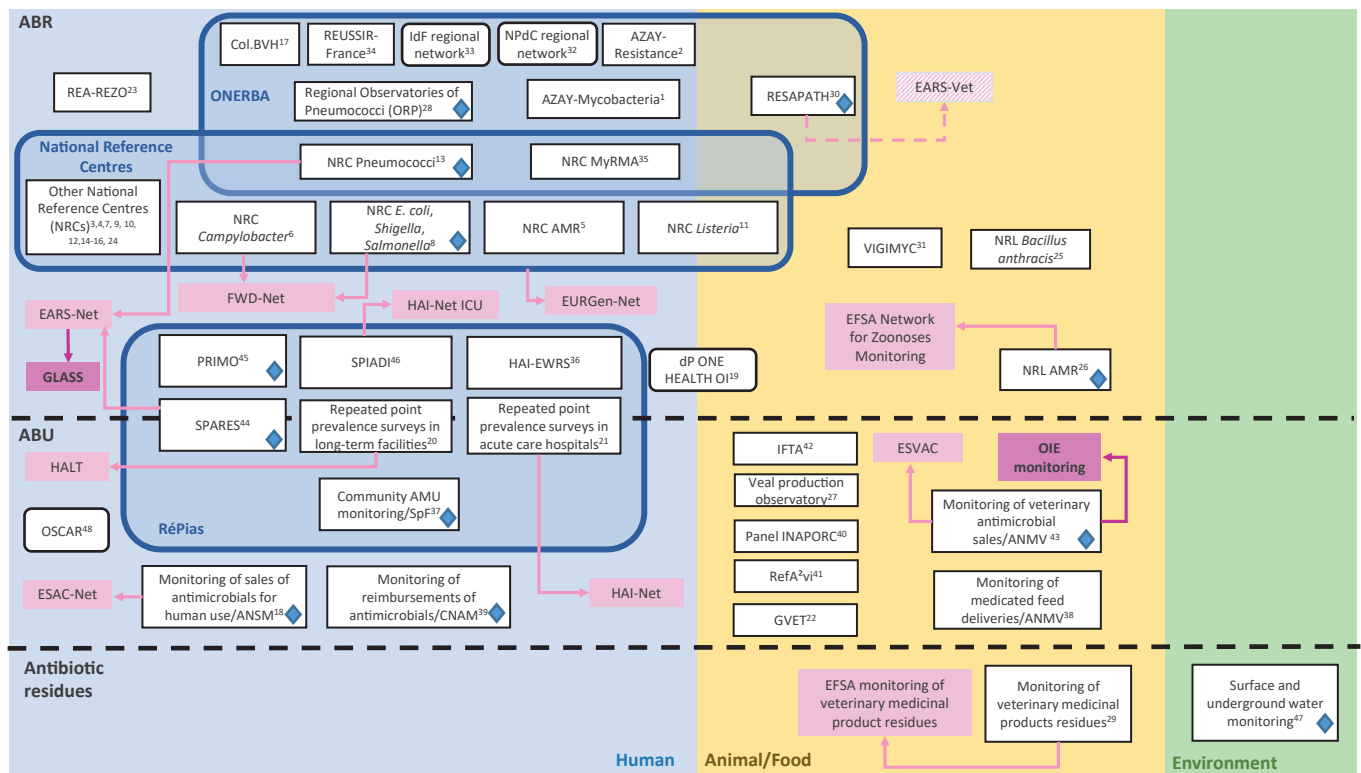 ABR
Col.BVH17
REUSSIR-
France34
IdF regional
network33
NPdC regional
network32
AZAY-
Resistance2
REA-REZO23
ONERBA
Regional Observatories of
Pneumococci (ORP)28
AZAY-Mycobacteria1
RESAPATH30
EARS-Vet
National Reference
Centres
NRC Pneumococci13
NRC MyRMA35
Other National
Reference Centres
(NRCs)3,4,7, 9, 10,
12,14-16, 24
NRC
Campylobacter6
NRC E. coli,
Shigella,
Salmonella8
NRC AMR5
NRC Listeria11
VIGIMYC31
NRL Bacillus
anthracis25
EARS-Net
FWD-Net
HAI-Net ICU
EURGen-Net
EFSA Network
for Zoonoses
Monitoring
GLASS
PRIMO45
SPIADI46
HAI-EWRS36
dP ONE
HEALTH OI19
NRL AMR26
SPARES44
Repeated point
prevalence surveys in
long-term facilities20
Repeated point
prevalence surveys in
acute care hospitals21
ABU
HALT
IFTA42
ESVAC
OIE
monitoring
Veal production
observatory27
Community AMU
monitoring/SpF37
OSCAR48
RéPias
Panel INAPORC40
Monitoring of veterinary
antimicrobial
sales/ANMV 43
ESAC-Net
Monitoring of sales of
antimicrobials for
human use/ANSM18
Monitoring of
reimbursements of
antimicrobials/CNAM39
HAI-Net
RefA2vi41
GVET22
Monitoring of
medicated feed
deliveries/ANMV38
Antibiotic
residues
EFSA monitoring of
veterinary medicinal
product residues
Monitoring of
veterinary medicinal
products residues29
Surface and
underground water
monitoring47
Human
Animal/Food
Environment